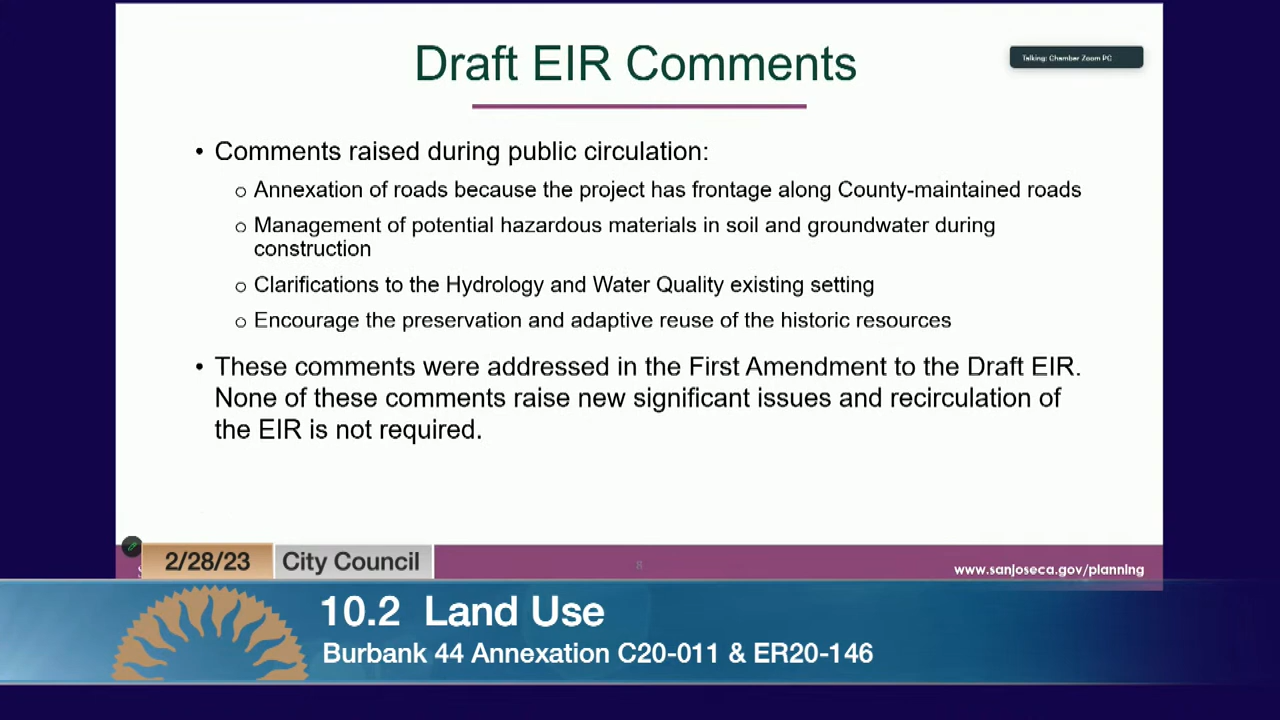 Draft EIR Comments
Talking: Chamber Zoom PC
• Comments raised during public circulation:
o Annexation of roads because the project has frontage along County-maintained roads
o Management of potential hazardous materials in soil and groundwater during
construction
o Clarifications to the Hydrology and Water Quality existing setting
o Encourage the preservation and adaptive reuse of the historic resources
• These comments were addressed in the First Amendment to the Draft EIR.
None of these comments raise new significant issues and recirculation of
the EIR is not required.
2/28/23 City Council
8
www.sanjoseca.gov/planning
10.2 Land Use
Burbank 44 Annexation C20-011 & ER20-146